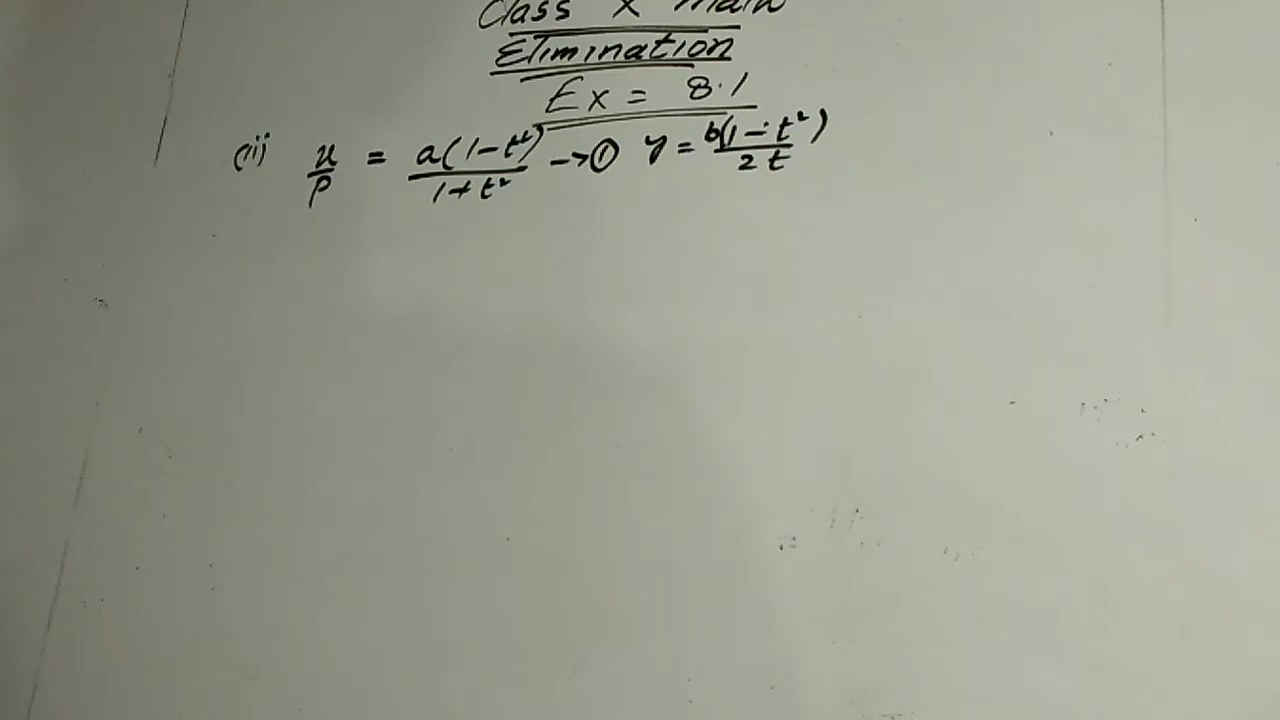 Class X Math
Elimination
Ex = 8.1
(ii) x/p = a(1-t²)/1+t² → ① y = b(1-t²)/2t